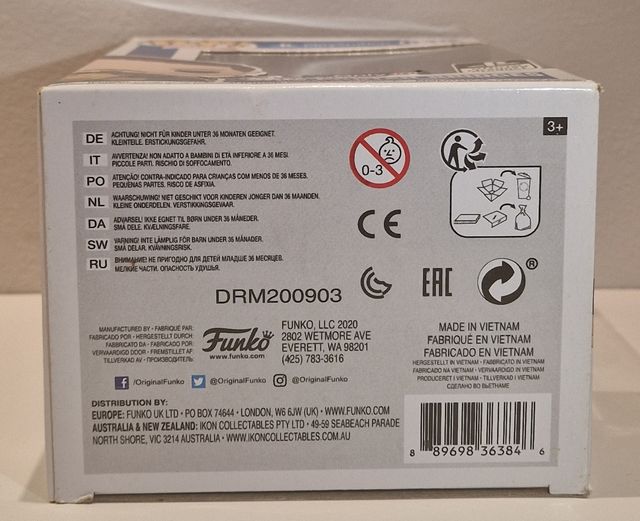 3+
DE ACHTUNG! NICHT FÜR KINDER UNTER 36 MONATEN GEEIGNET.
KLEINTEILE. ERSTICKUNGSGEFAHR.
IT AVVERTENZA! NON ADATTO A BAMBINI DI ETÀ INFERIORE A 36 MESI.
PICCOLE PARTI. RISCHIO DI SOFFOCAMENTO.
PO ATENÇÃO! CONTRA-INDICADO PARA CRIANÇAS COM MENOS DE 36 MESES.
PEQUENAS PARTES. RISCO DE ASFIXIA.
NL WAARSCHUWING! NIET GESCHIKT VOOR KINDEREN JONGER DAN 36 MAANDEN.
KLEINE ONDERDELEN. VERSTIKKINGSGEVAAR.
DA ADVARSEL! IKKE EGNET TIL BØRN UNDER 36 MÅNEDER.
SMÅ DELE. KVÆLNINGSFARE.
SW VARNING! INTE LÄMPLIG FÖR BARN UNDER 36 MÅNADER.
SMÅ DELAR. KVÄVNINGSRISK.
RU ВНИМАНИЕ! НЕ ПРИГОДНО ДЛЯ ДЕТЕЙ МЛАДШЕ 36 МЕСЯЦЕВ.
МЕЛКИЕ ЧАСТИ. ОПАСНОСТЬ УДУШЬЯ.
0-3
CE
EAC
®
DRM200903
MANUFACTURED BY · FABRIQUÉ PAR:
FABRICADO POR · HERGESTELLT DURCH:
FABBRICATO DA · FABRICADO POR:
VERVAARDIGD DOOR · FREMSTILLET AF
TILLVERKAD AV · ПРОИЗВОДИТЕЛЬ
Funko
www.funko.com
FUNKO, LLC 2020
2802 WETMORE AVE
EVERETT, WA 98201
(425) 783-3616
MADE IN VIETNAM
FABRIQUÉ EN VIETNAM
FABRICADO EN VIETNAM
HERGESTELLT IN VIETNAM · FABBRICATO IN VIETNAM
FABRICADO NA VIETNAM · VERVAARDIGD IN VIETNAM
PRODUCERET I VIETNAM · TILLVERKAD I VIETNAM
СДЕЛАНО ВО ВЬЕТНАМЕ
/OriginalFunko @OriginalFunko @OriginalFunko
DISTRIBUTION BY:
EUROPE: FUNKO UK LTD · PO BOX 74644 · LONDON, W6 6JW (UK) · WWW.FUNKO.COM
AUSTRALIA & NEW ZEALAND: IKON COLLECTABLES PTY LTD · 49-59 SEABEACH PARADE
NORTH SHORE, VIC 3214 AUSTRALIA · WWW.IKONCOLLECTABLES.COM.AU
8 89698 36384 6